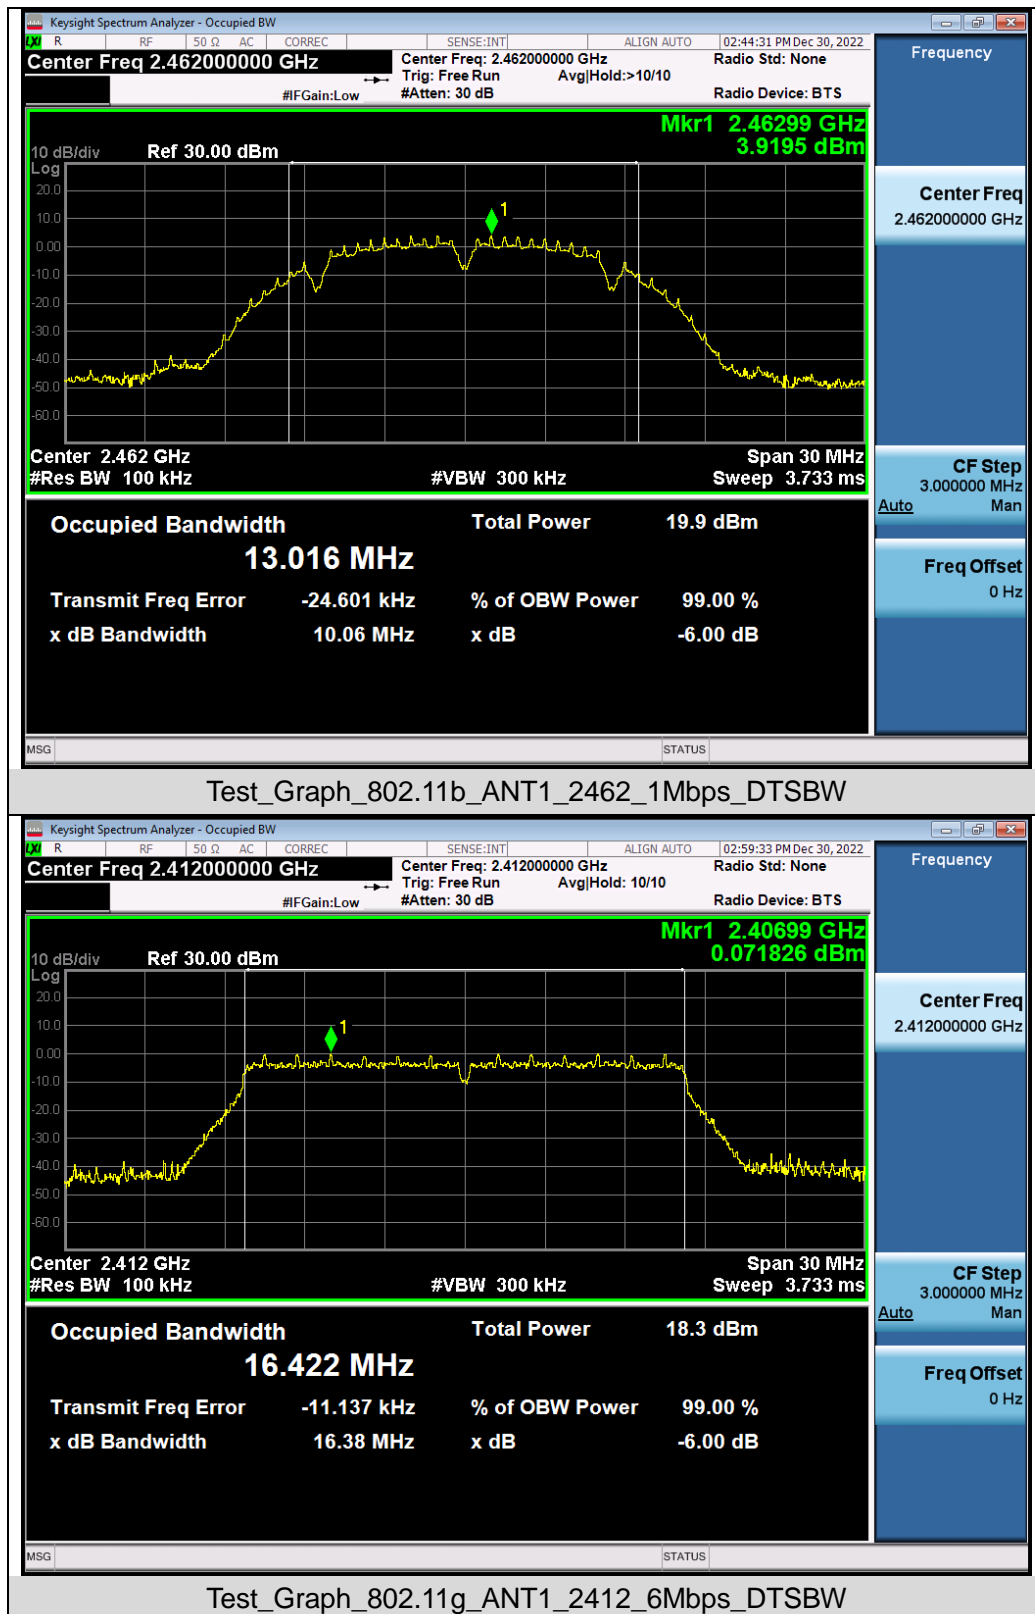 Keysight Spectrum Analyzer - Occupied BW
LXI R RF 50 Ω AC CORREC SENSE:INT ALIGN AUTO 02:44:31 PM Dec 30, 2022
Center Freq 2.462000000 GHz
Center Freq: 2.462000000 GHz
Radio Std: None
Trig: Free Run Avg|Hold:>10/10
#IFGain:Low #Atten: 30 dB Radio Device: BTS
Mkr1 2.46299 GHz
3.9195 dBm
10 dB/div Ref 30.00 dBm
Log
20.0
10.0
0.00
-10.0
-20.0
-30.0
-40.0
-50.0
-60.0
1
Center 2.462 GHz Span 30 MHz
#Res BW 100 kHz #VBW 300 kHz Sweep 3.733 ms
Occupied Bandwidth Total Power 19.9 dBm
13.016 MHz
Transmit Freq Error -24.601 kHz % of OBW Power 99.00 %
x dB Bandwidth 10.06 MHz x dB -6.00 dB
MSG STATUS
Frequency
Center Freq
2.462000000 GHz
CF Step
3.000000 MHz
Auto Man
Freq Offset
0 Hz
Test_Graph_802.11b_ANT1_2462_1Mbps_DTSBW
Keysight Spectrum Analyzer - Occupied BW
LXI R RF 50 Ω AC CORREC SENSE:INT ALIGN AUTO 02:59:33 PM Dec 30, 2022
Center Freq 2.412000000 GHz
Center Freq: 2.412000000 GHz
Radio Std: None
Trig: Free Run Avg|Hold: 10/10
#IFGain:Low #Atten: 30 dB Radio Device: BTS
Mkr1 2.40699 GHz
0.071826 dBm
10 dB/div Ref 30.00 dBm
Log
20.0
10.0
0.00
-10.0
-20.0
-30.0
-40.0
-50.0
-60.0
1
Center 2.412 GHz Span 30 MHz
#Res BW 100 kHz #VBW 300 kHz Sweep 3.733 ms
Occupied Bandwidth Total Power 18.3 dBm
16.422 MHz
Transmit Freq Error -11.137 kHz % of OBW Power 99.00 %
x dB Bandwidth 16.38 MHz x dB -6.00 dB
MSG STATUS
Frequency
Center Freq
2.412000000 GHz
CF Step
3.000000 MHz
Auto Man
Freq Offset
0 Hz
Test_Graph_802.11g_ANT1_2412_6Mbps_DTSBW